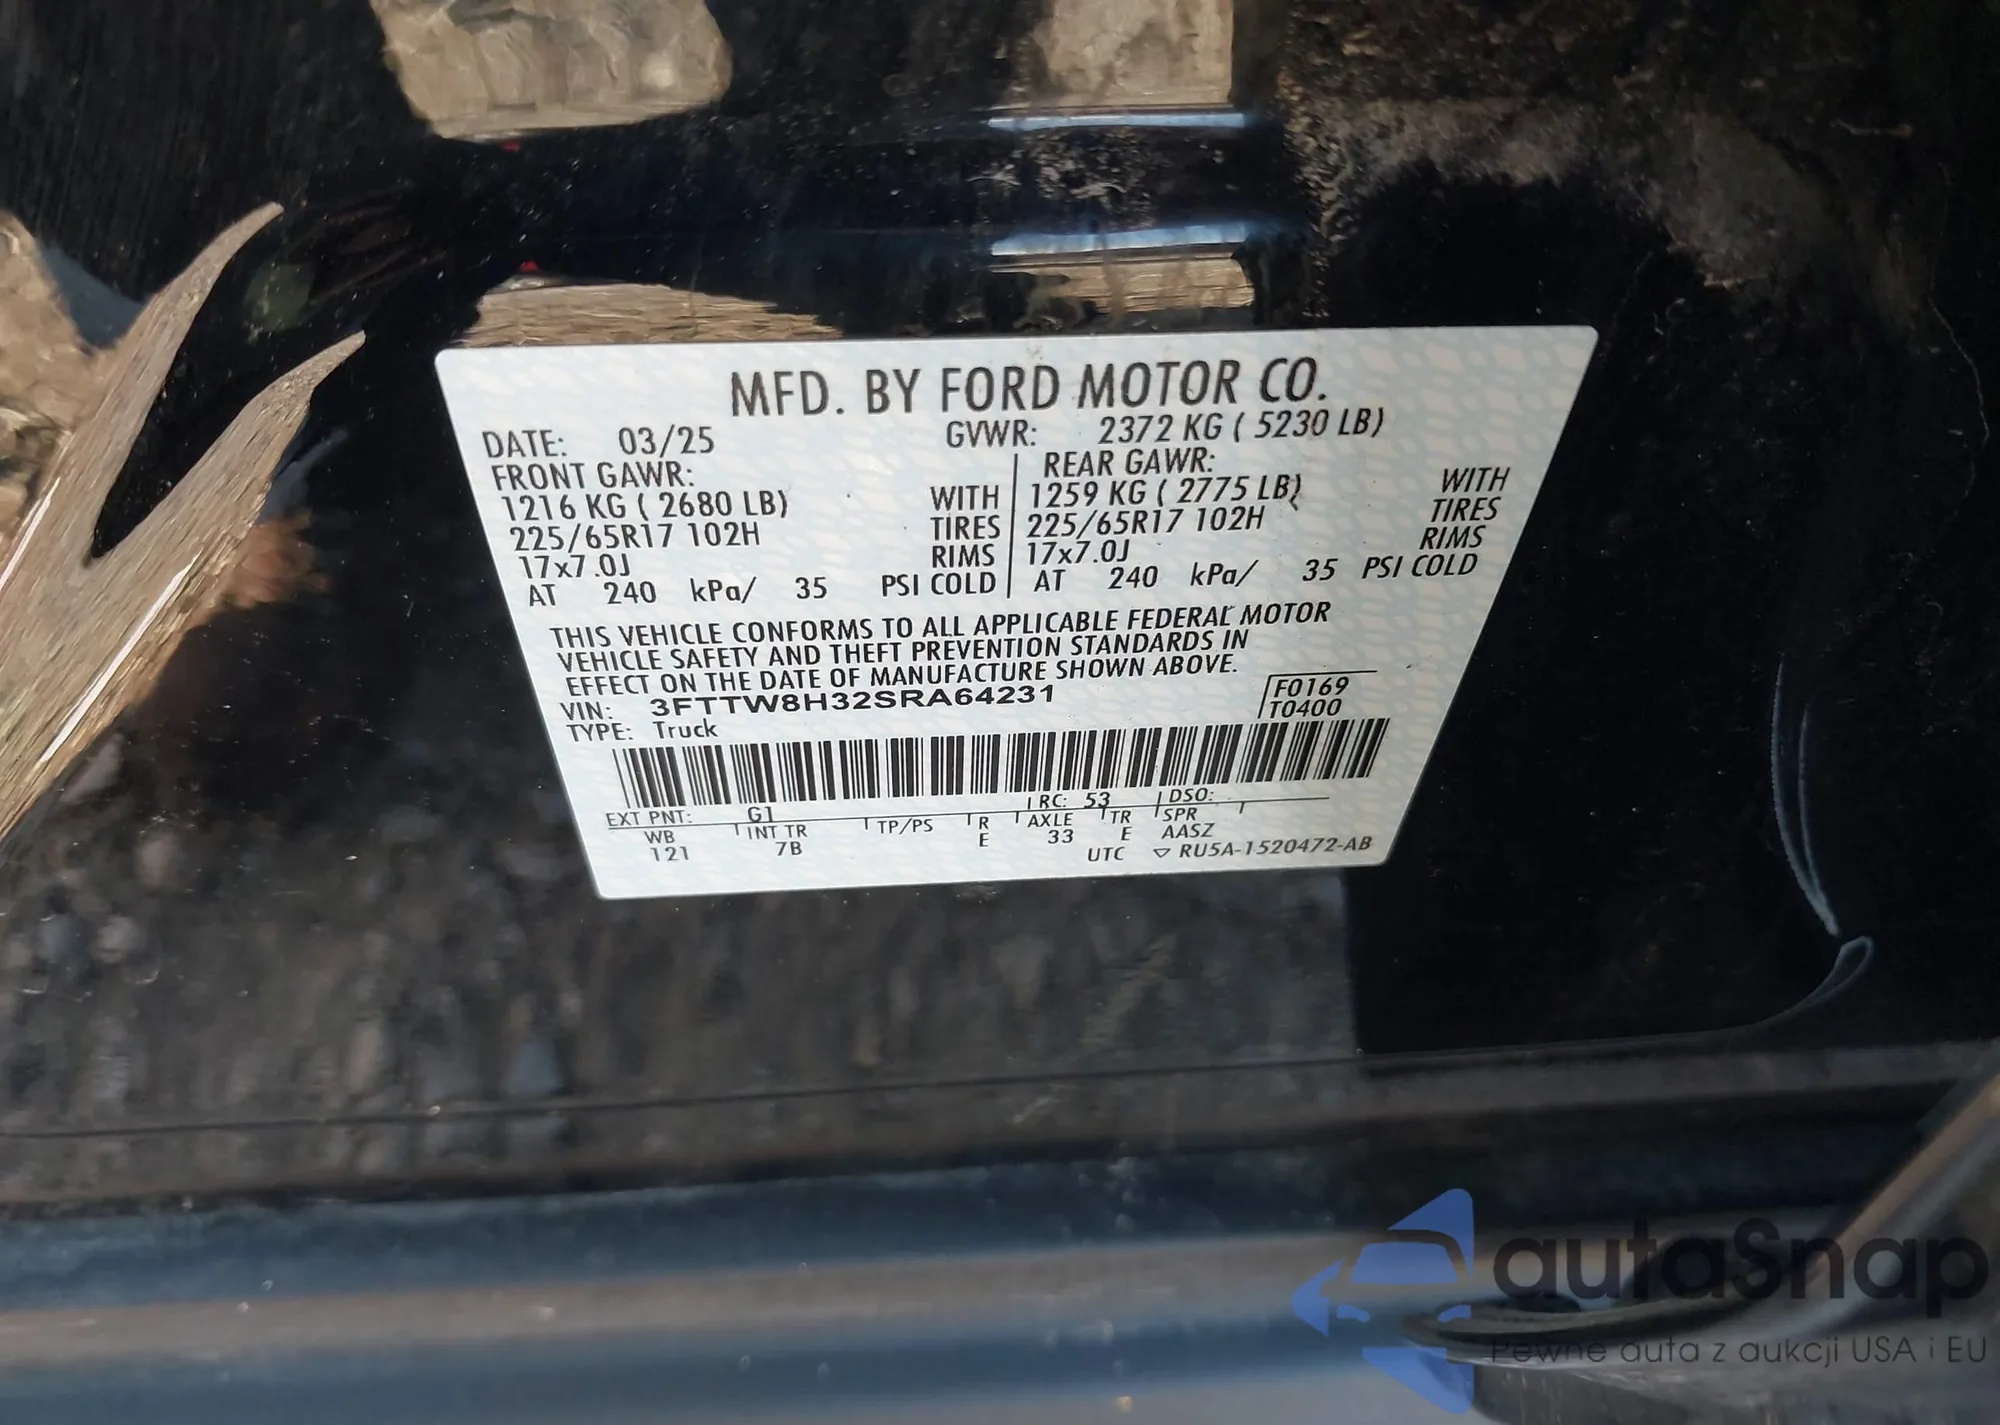 MFD. BY FORD MOTOR CO.
DATE: 03/25 GVWR: 2372 KG ( 5230 LB)
FRONT GAWR: REAR GAWR:
1216 KG ( 2680 LB) WITH 1259 KG ( 2775 LB) WITH
225/65R17 102H TIRES 225/65R17 102H TIRES
17x7.0J RIMS 17x7.0J RIMS
AT 240 kPa/ 35 PSI COLD AT 240 kPa/ 35 PSI COLD
THIS VEHICLE CONFORMS TO ALL APPLICABLE FEDERAL MOTOR
VEHICLE SAFETY AND THEFT PREVENTION STANDARDS IN
EFFECT ON THE DATE OF MANUFACTURE SHOWN ABOVE.
VIN: 3FTTW8H32SRA64231 F0169
TYPE: Truck T0400
EXT PNT: G1 RC: 53 DSO:
WB INT TR TP/PS R AXLE TR SPR
121 7B E 33 E AASZ
UTC ▽ RU5A-1520472-AB
autaSnap
Pewne auta z aukcji USA i EU